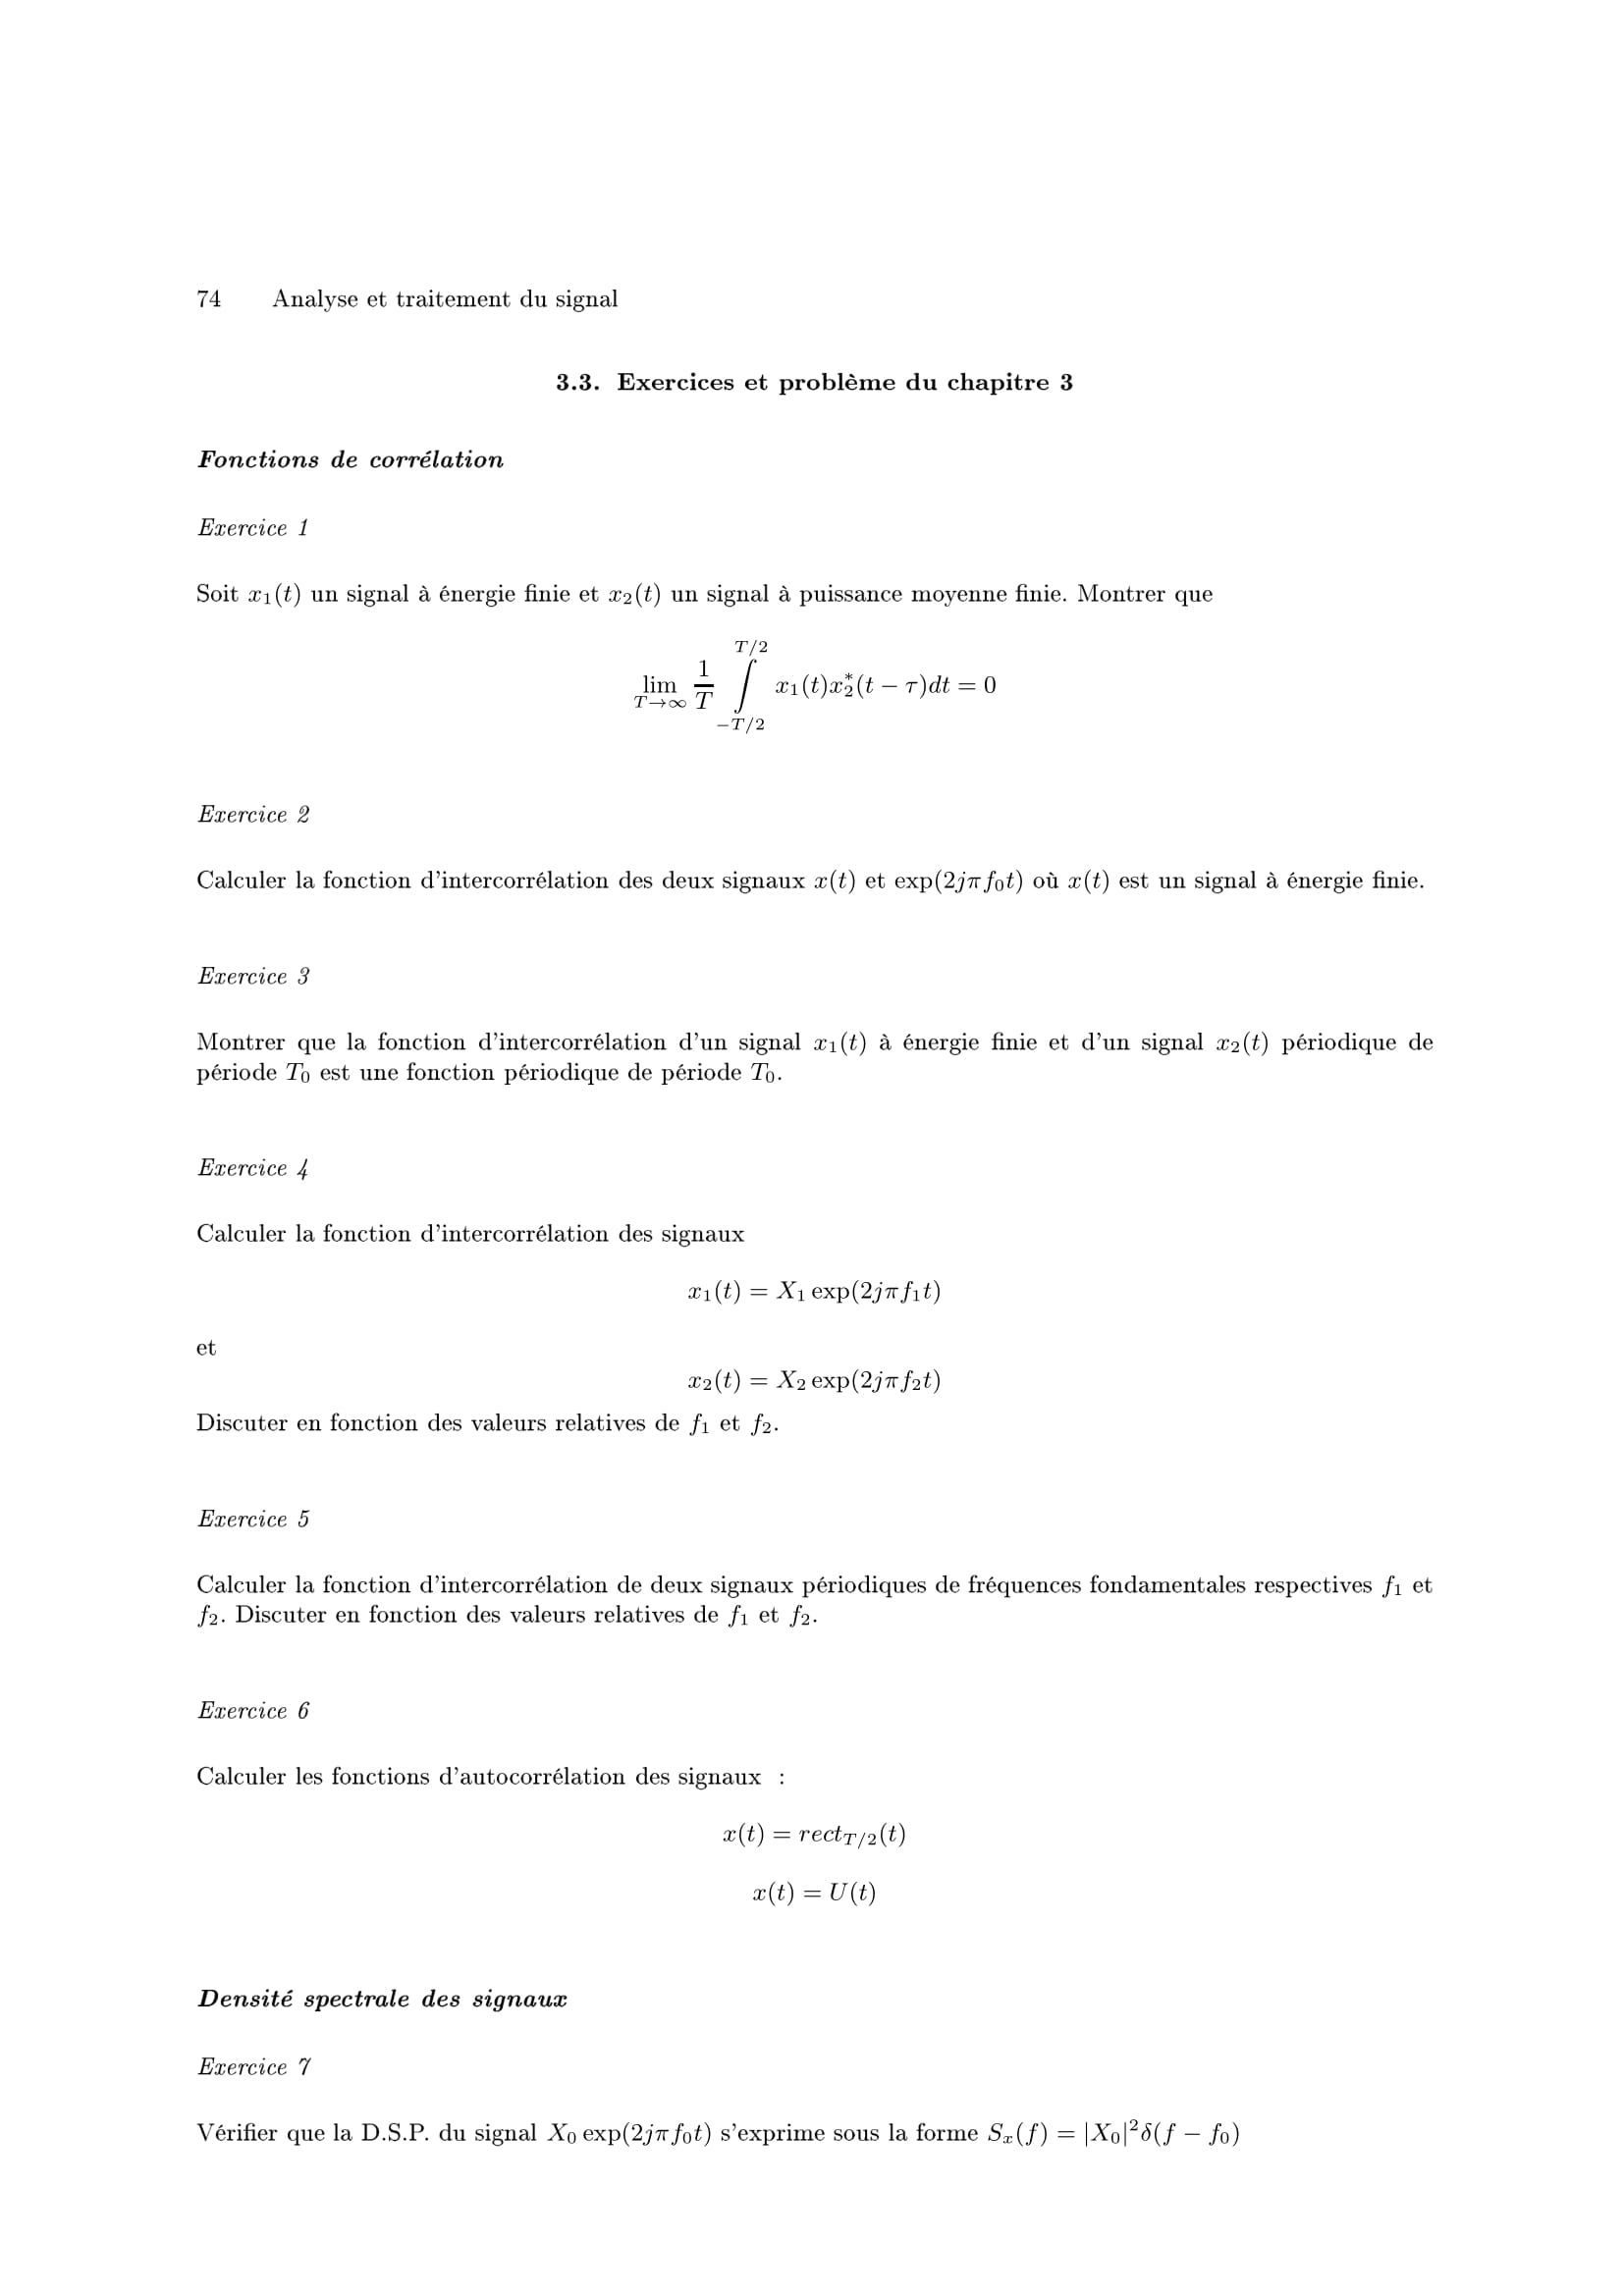 74 Analyse et traitement du signal
3.3. Exercices et problème du chapitre 3
Fonctions de corrélation
Exercice 1
Soit $x_1(t)$ un signal à énergie finie et $x_2(t)$ un signal à puissance moyenne finie. Montrer que
$$\lim_{T \to \infty} \frac{1}{T} \int_{-T/2}^{T/2} x_1(t) x_2^*(t - \tau) dt = 0$$
Exercice 2
Calculer la fonction d'intercorrélation des deux signaux $x(t)$ et $\exp(2j\pi f_0 t)$ où $x(t)$ est un signal à énergie finie.
Exercice 3
Montrer que la fonction d'intercorrélation d'un signal $x_1(t)$ à énergie finie et d'un signal $x_2(t)$ périodique de
période $T_0$ est une fonction périodique de période $T_0$.
Exercice 4
Calculer la fonction d'intercorrélation des signaux
$$x_1(t) = X_1 \exp(2j\pi f_1 t)$$
et
$$x_2(t) = X_2 \exp(2j\pi f_2 t)$$
Discuter en fonction des valeurs relatives de $f_1$ et $f_2$.
Exercice 5
Calculer la fonction d'intercorrélation de deux signaux périodiques de fréquences fondamentales respectives $f_1$ et
$f_2$. Discuter en fonction des valeurs relatives de $f_1$ et $f_2$.
Exercice 6
Calculer les fonctions d'autocorrélation des signaux :
$$x(t) = rect_{T/2}(t)$$
$$x(t) = U(t)$$
Densité spectrale des signaux
Exercice 7
Vérifier que la D.S.P. du signal $X_0 \exp(2j\pi f_0 t)$ s'exprime sous la forme $S_x(f) = |X_0|^2 \delta(f - f_0)$